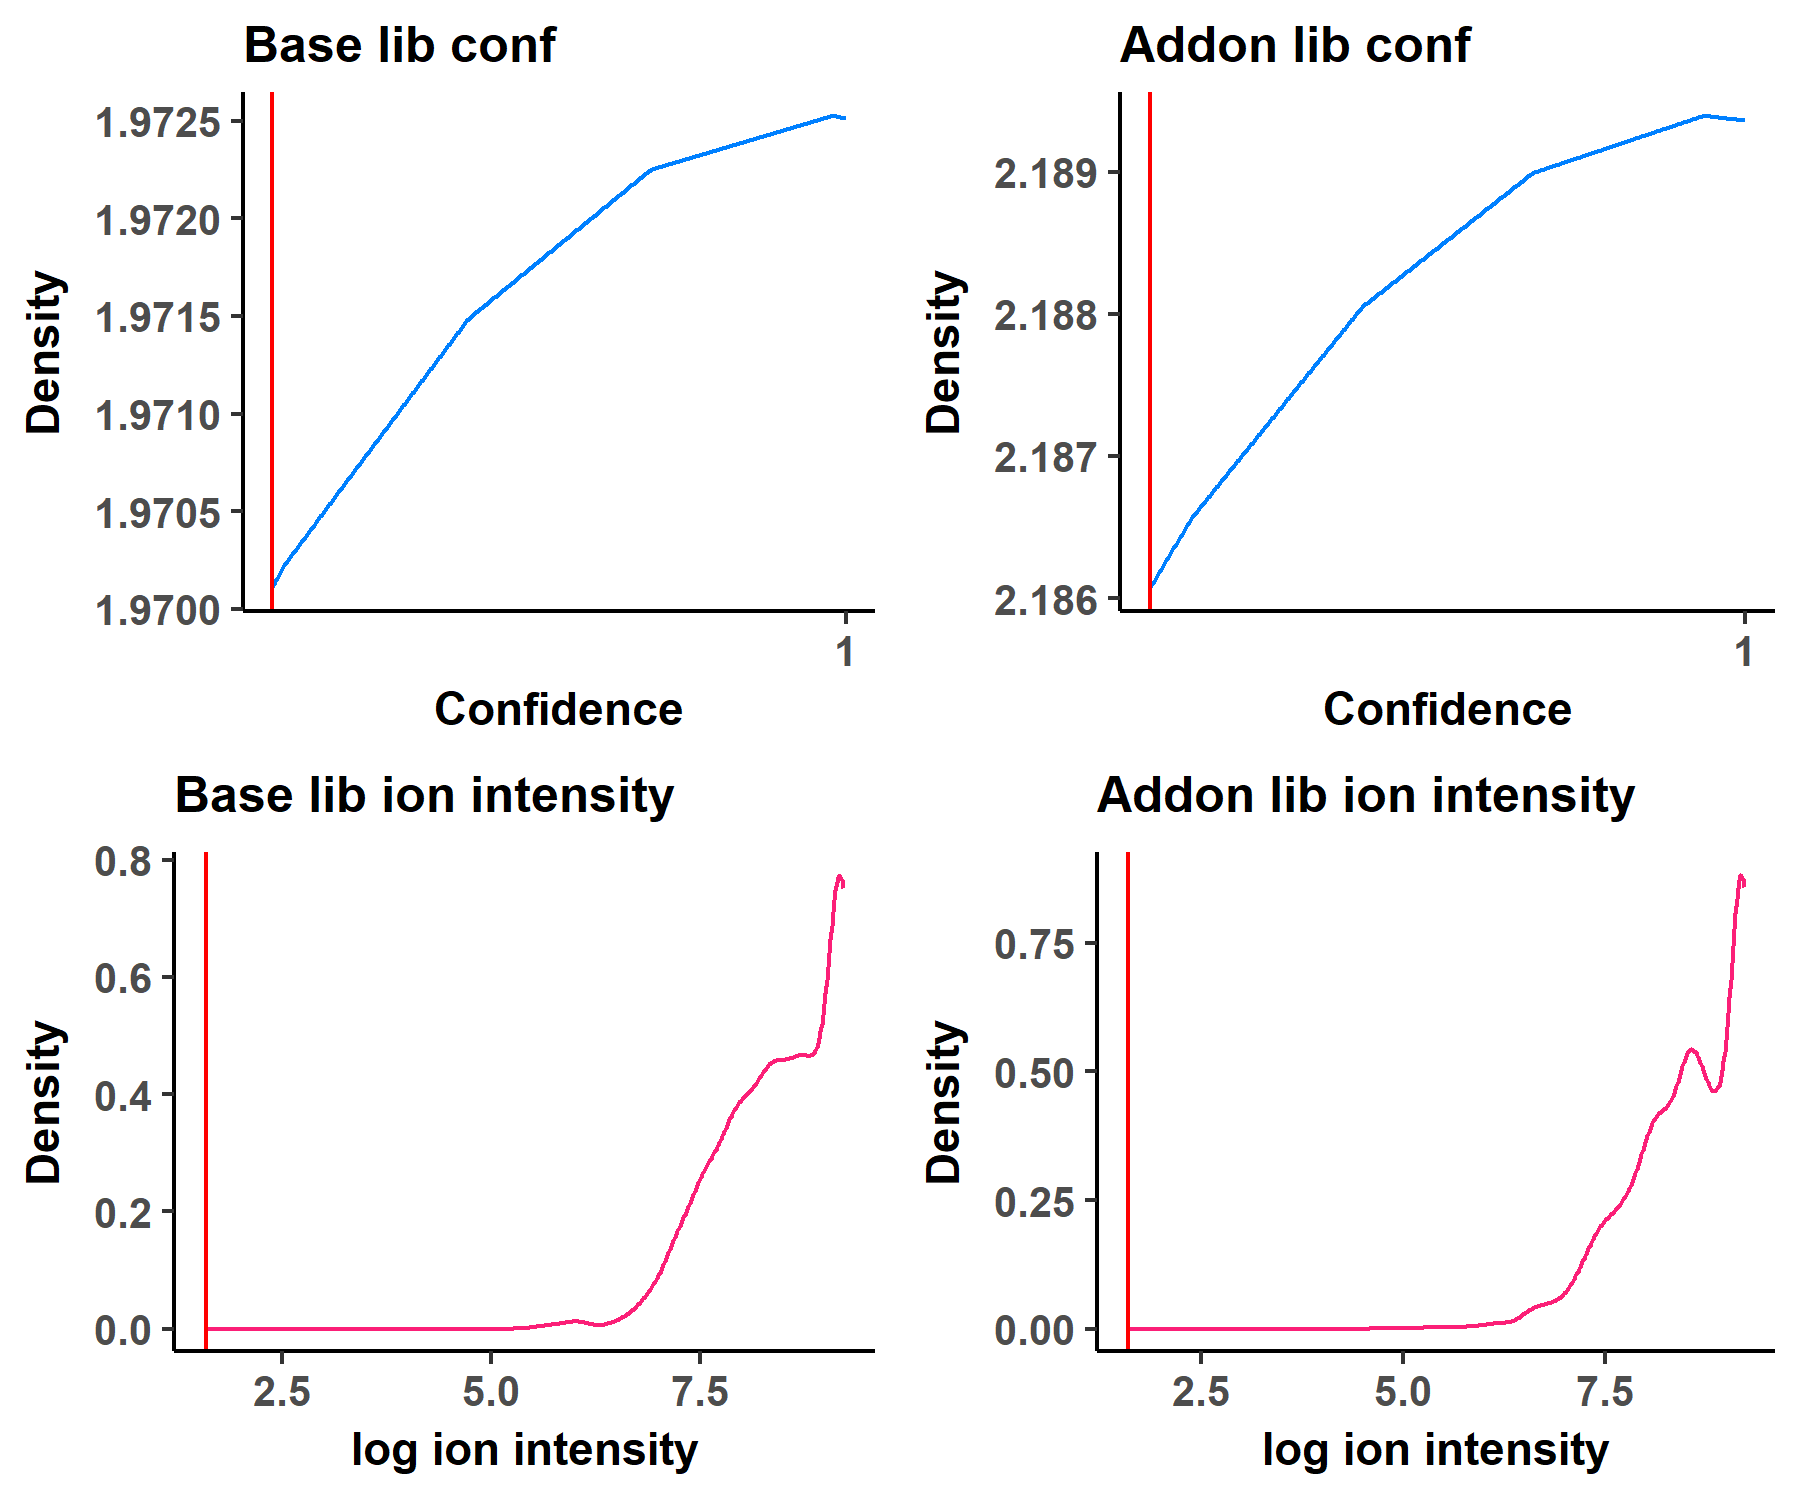 Base lib conf
Density
1.9725
1.9720
1.9715
1.9710
1.9705
1.9700
1
Confidence
Addon lib conf
Density
2.189
2.188
2.187
2.186
1
Confidence
Base lib ion intensity
Density
0.8
0.6
0.4
0.2
0.0
2.5 5.0 7.5
log ion intensity
Addon lib ion intensity
Density
0.75
0.50
0.25
0.00
2.5 5.0 7.5
log ion intensity